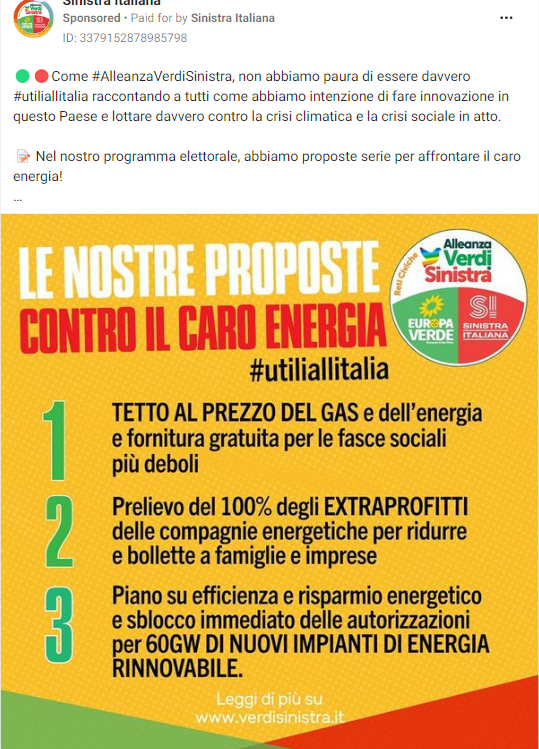 Sinistra Italiana
Sponsored • Paid for by Sinistra Italiana
ID: 3379152878985798
Come #AlleanzaVerdiSinistra, non abbiamo paura di essere davvero
#utiliallitalia raccontando a tutti come abbiamo intenzione di fare innovazione in
questo Paese e lottare davvero contro la crisi climatica e la crisi sociale in atto.
Nel nostro programma elettorale, abbiamo proposte serie per affrontare il caro
energia!
...
LE NOSTRE PROPOSTE
CONTRO IL CARO ENERGIA
#utiliallitalia
Reti Civiche
Alleanza
Verdi
Sinistra
EUROPA
VERDE
S!
SINISTRA
ITALIANA
1
TETTO AL PREZZO DEL GAS e dell'energia
e fornitura gratuita per le fasce sociali
più deboli
2
Prelievo del 100% degli EXTRAPROFITTI
delle compagnie energetiche per ridurre
e bollette a famiglie e imprese
3
Piano su efficienza e risparmio energetico
e sblocco immediato delle autorizzazioni
per 60GW DI NUOVI IMPIANTI DI ENERGIA
RINNOVABILE.
Leggi di più su
www.verdisinistra.it